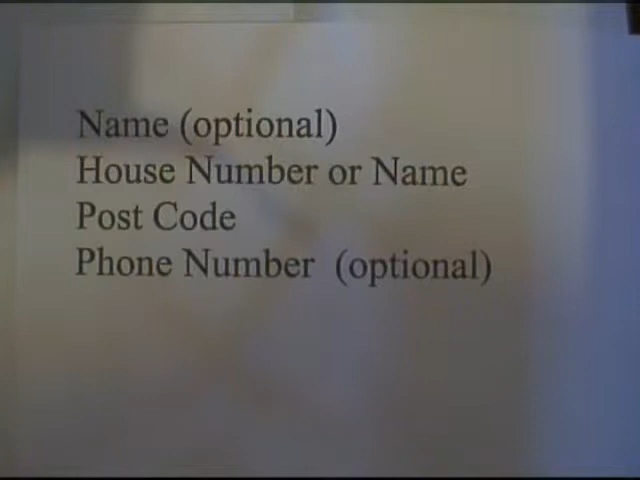 Name (optional)
House Number or Name
Post Code
Phone Number (optional)